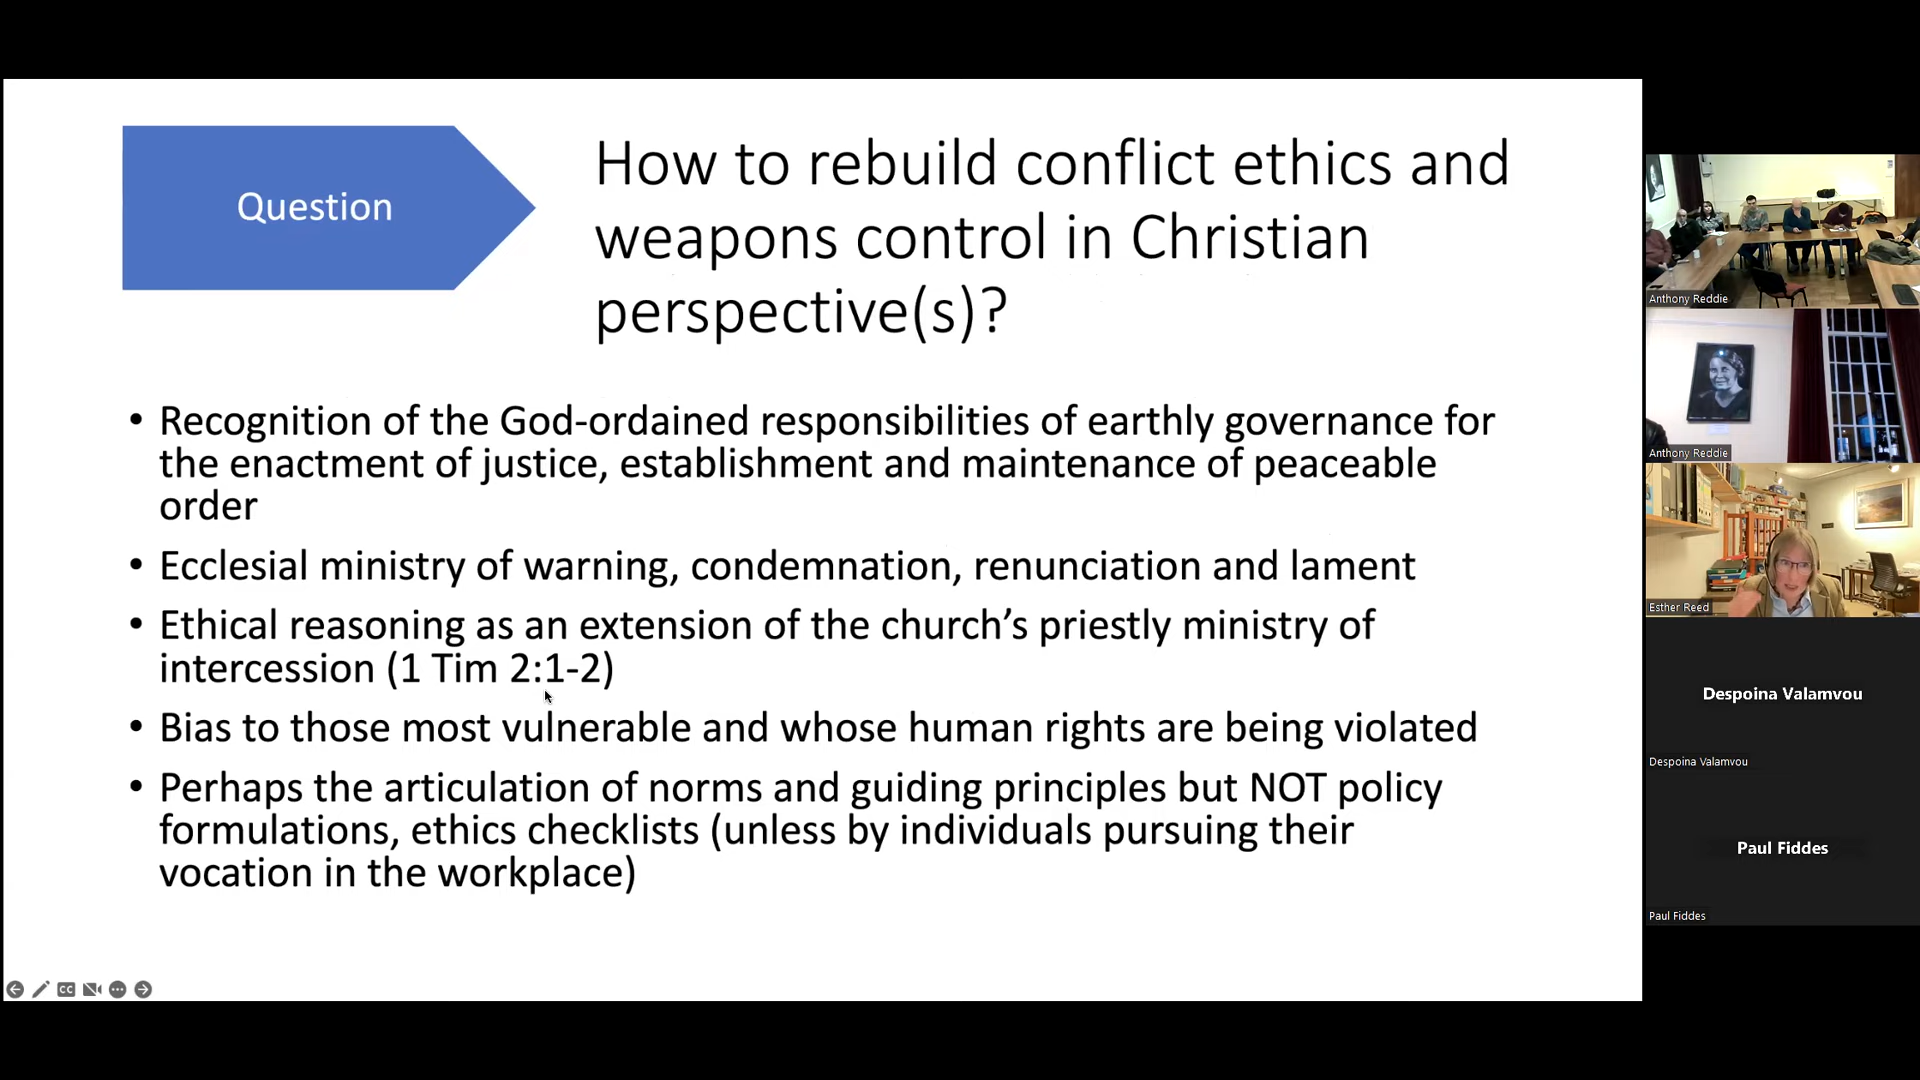 Question
How to rebuild conflict ethics and
weapons control in Christian
perspective(s)?
• Recognition of the God-ordained responsibilities of earthly governance for
the enactment of justice, establishment and maintenance of peaceable
order
• Ecclesial ministry of warning, condemnation, renunciation and lament
• Ethical reasoning as an extension of the church’s priestly ministry of
intercession (1 Tim 2:1-2)
• Bias to those most vulnerable and whose human rights are being violated
• Perhaps the articulation of norms and guiding principles but NOT policy
formulations, ethics checklists (unless by individuals pursuing their
vocation in the workplace)
CC
Anthony Reddie
Anthony Reddie
Esther Reed
Despoina Valamvou
Despoina Valamvou
Paul Fiddes
Paul Fiddes